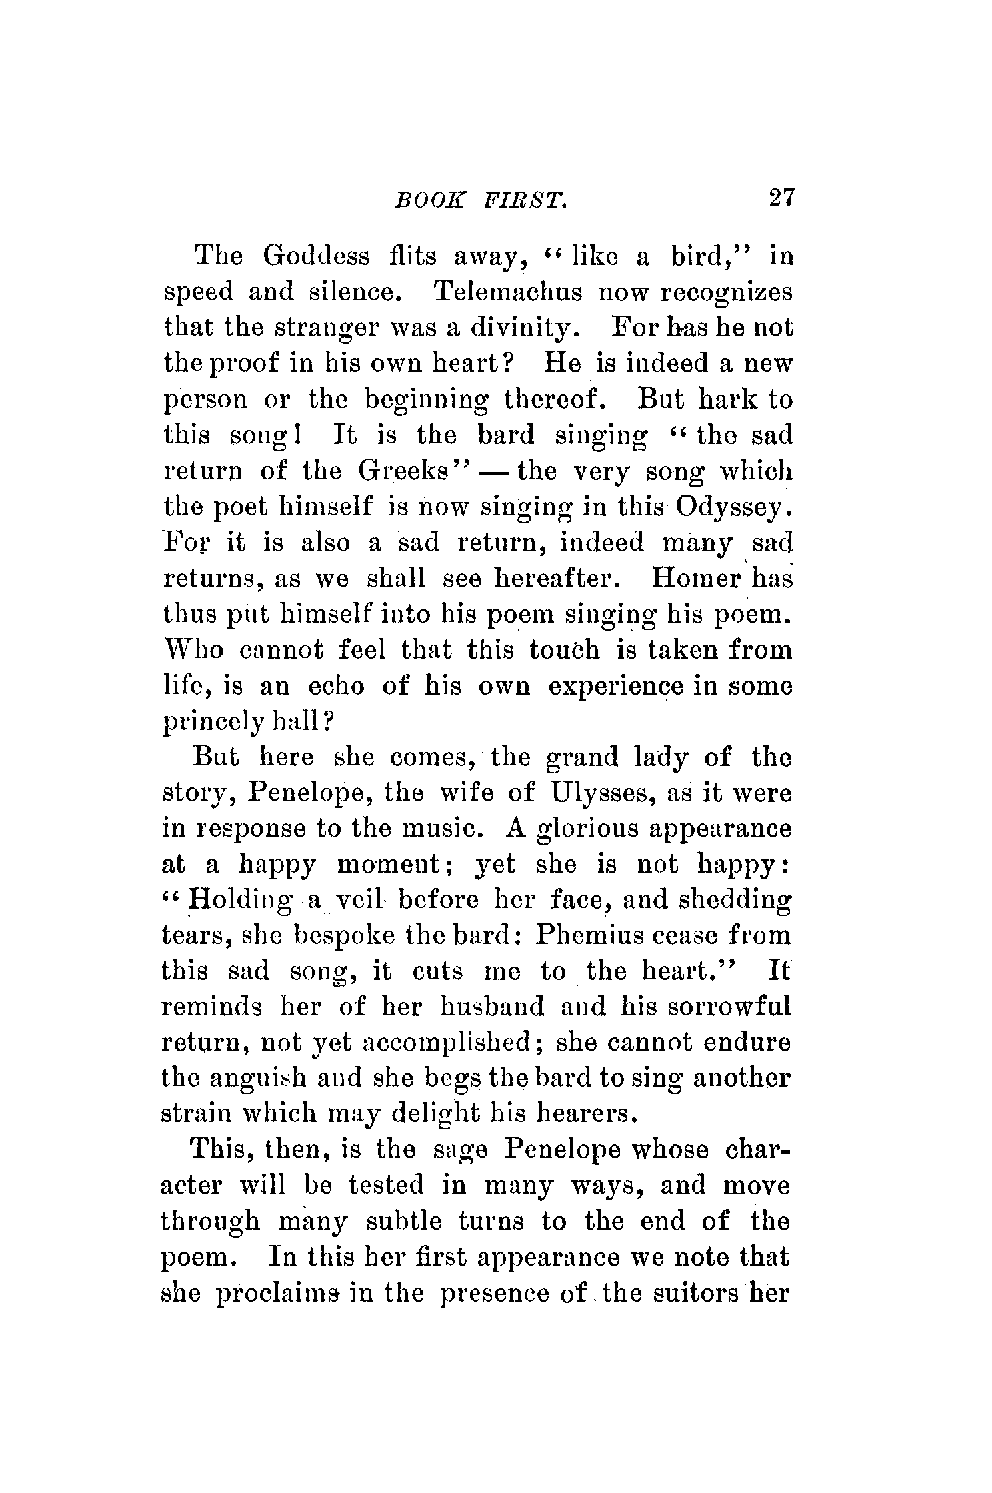 BOOK FIRST. 27
The Goddess flits away, “ like a bird,” in
speed and silence. Telemachus now recognizes
that the stranger was a divinity. For has he not
the proof in his own heart? He is indeed a new
person or the beginning thereof. But hark to
this song! It is the bard singing “ the sad
return of the Greeks” — the very song which
the poet himself is now singing in this Odyssey.
For it is also a sad return, indeed many sad
returns, as we shall see hereafter. Homer has
thus put himself into his poem singing his poem.
Who cannot feel that this touch is taken from
life, is an echo of his own experience in some
princely hall?
But here she comes, the grand lady of the
story, Penelope, the wife of Ulysses, as it were
in response to the music. A glorious appearance
at a happy moment; yet she is not happy:
“ Holding a veil before her face, and shedding
tears, she bespoke the bard: Phemius cease from
this sad song, it cuts me to the heart.” It
reminds her of her husband and his sorrowful
return, not yet accomplished; she cannot endure
the anguish and she begs the bard to sing another
strain which may delight his hearers.
This, then, is the sage Penelope whose char-
acter will be tested in many ways, and move
through many subtle turns to the end of the
poem. In this her first appearance we note that
she proclaims in the presence of the suitors her